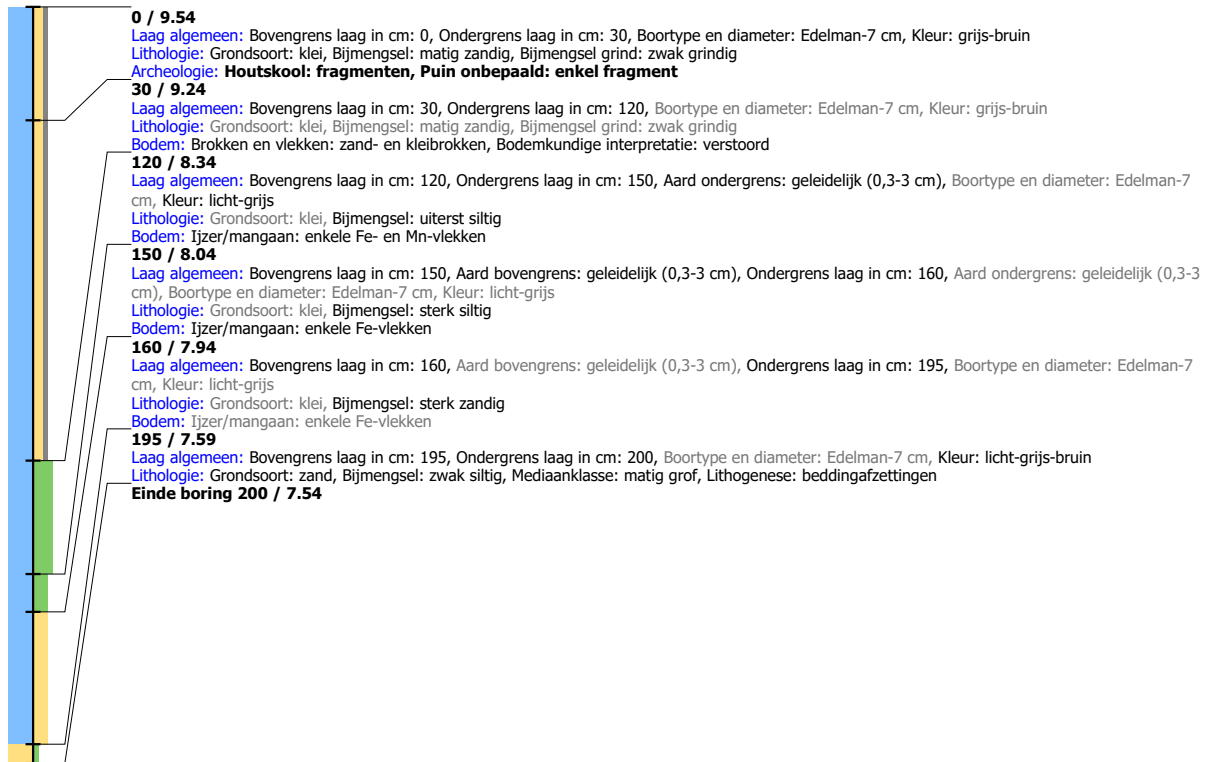 0 / 9.54
Laag algemeen: Bovengrens laag in cm: 0, Ondergrens laag in cm: 30, Boortype en diameter: Edelman-7 cm, Kleur: grijs-bruin
Lithologie: Grondsoort: klei, Bijmengsel: matig zandig, Bijmengsel grind: zwak grindig
Archeologie: Houtskool: fragmenten, Puin onbepaald: enkel fragment
30 / 9.24
Laag algemeen: Bovengrens laag in cm: 30, Ondergrens laag in cm: 120, Boortype en diameter: Edelman-7 cm, Kleur: grijs-bruin
Lithologie: Grondsoort: klei, Bijmengsel: matig zandig, Bijmengsel grind: zwak grindig
Bodem: Brokken en vlekken: zand- en kleibrokken, Bodemkundige interpretatie: verstoord
120 / 8.34
Laag algemeen: Bovengrens laag in cm: 120, Ondergrens laag in cm: 150, Aard ondergrens: geleidelijk (0,3-3 cm), Boortype en diameter: Edelman-7
cm, Kleur: licht-grijs
Lithologie: Grondsoort: klei, Bijmengsel: uiterst siltig
Bodem: Ijzer/mangaan: enkele Fe- en Mn-vlekken
150 / 8.04
Laag algemeen: Bovengrens laag in cm: 150, Aard bovengrens: geleidelijk (0,3-3 cm), Ondergrens laag in cm: 160, Aard ondergrens: geleidelijk (0,3-3
cm), Boortype en diameter: Edelman-7 cm, Kleur: licht-grijs
Lithologie: Grondsoort: klei, Bijmengsel: sterk siltig
Bodem: Ijzer/mangaan: enkele Fe-vlekken
160 / 7.94
Laag algemeen: Bovengrens laag in cm: 160, Aard bovengrens: geleidelijk (0,3-3 cm), Ondergrens laag in cm: 195, Boortype en diameter: Edelman-7
cm, Kleur: licht-grijs
Lithologie: Grondsoort: klei, Bijmengsel: sterk zandig
Bodem: Ijzer/mangaan: enkele Fe-vlekken
195 / 7.59
Laag algemeen: Bovengrens laag in cm: 195, Ondergrens laag in cm: 200, Boortype en diameter: Edelman-7 cm, Kleur: licht-grijs-bruin
Lithologie: Grondsoort: zand, Bijmengsel: zwak siltig, Mediaanklasse: matig grof, Lithogenese: beddingafzettingen
Einde boring 200 / 7.54